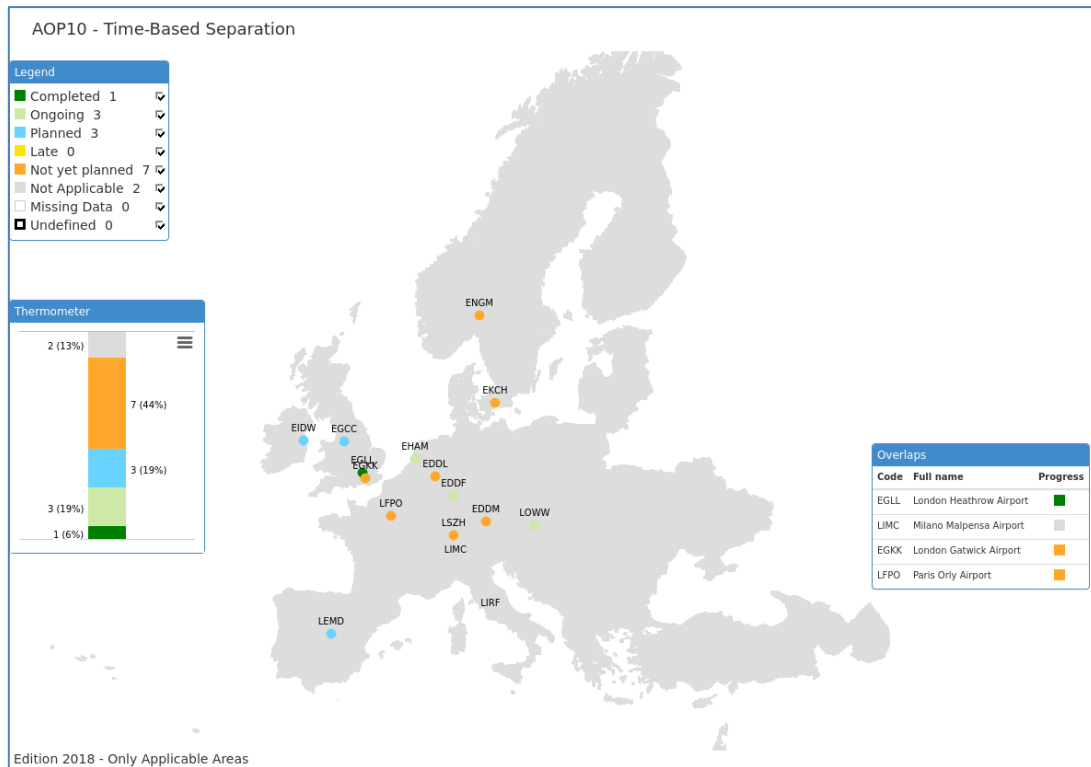 AOP10 - Time-Based Separation
Legend
Completed 1
Ongoing 3
Planned 3
Late 0
Not yet planned 7
Not Applicable 2
Missing Data 0
Undefined 0
Thermometer
2 (13%)
7 (44%)
3 (19%)
3 (19%)
1 (6%)
ENGM
EKCH
EIDW
EGCC
EHAM
EGLL
EGKK
EDDL
EDDF
LFPO
EDDM
LOWW
LSZH
LIMC
LIRF
LEMD
Overlaps
Code Full name Progress
EGLL London Heathrow Airport
LIMC Milano Malpensa Airport
EGKK London Gatwick Airport
LFPO Paris Orly Airport
Edition 2018 - Only Applicable Areas